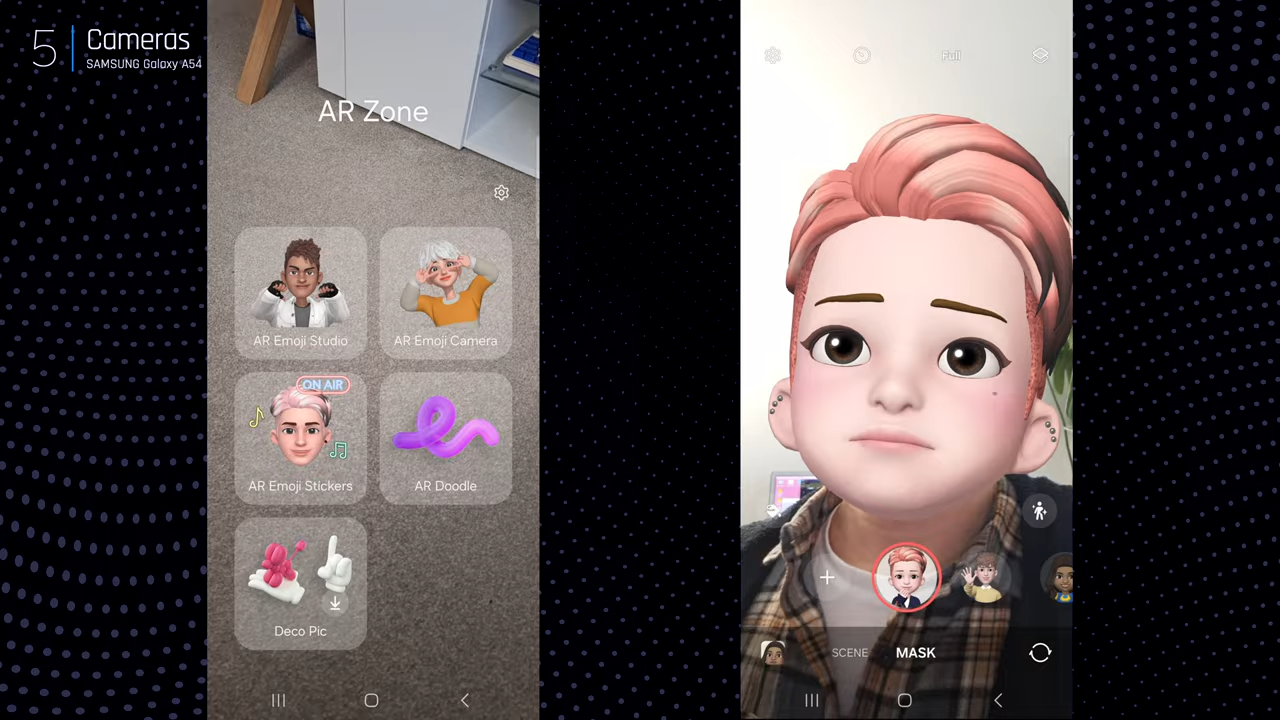 5
Cameras
SAMSUNG Galaxy A54
AR Zone
AR Emoji Studio
AR Emoji Camera
ON AIR
AR Emoji Stickers
AR Doodle
Deco Pic
Full
SCENE
MASK